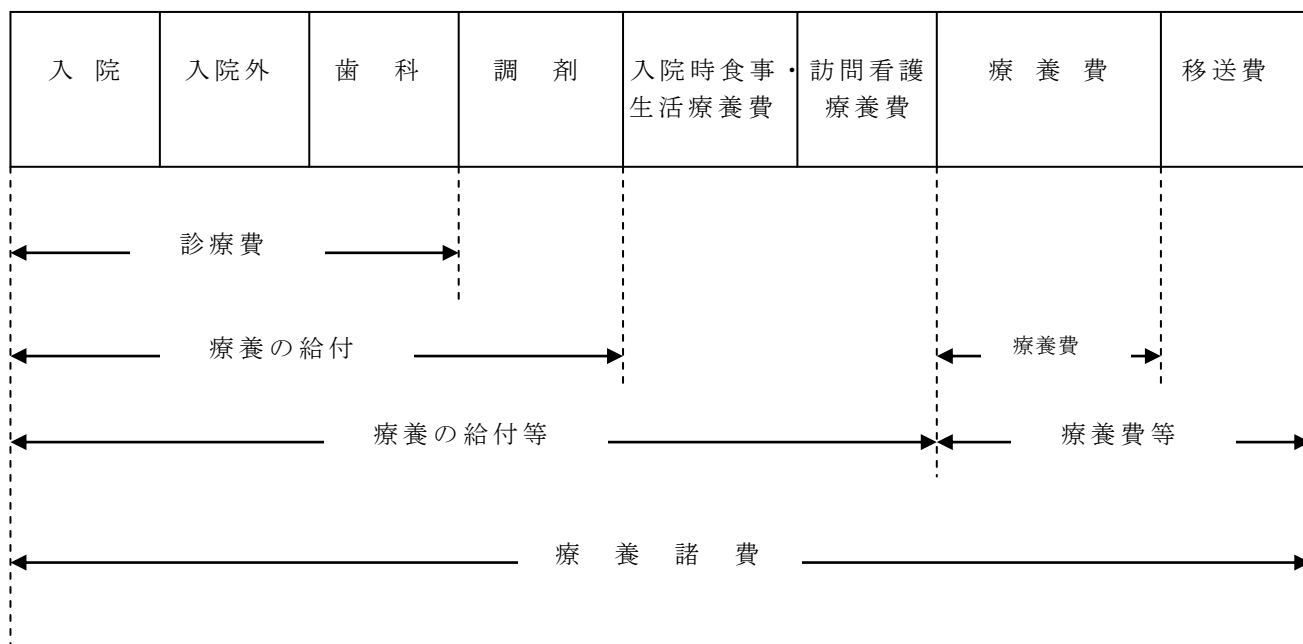 入院
入院外
歯科
調剤
入院時食事・
生活療養費
訪問看護
療養費
療養費
移送費
診療費
療養の給付
療養費
療養の給付等
療養費等
療養諸費